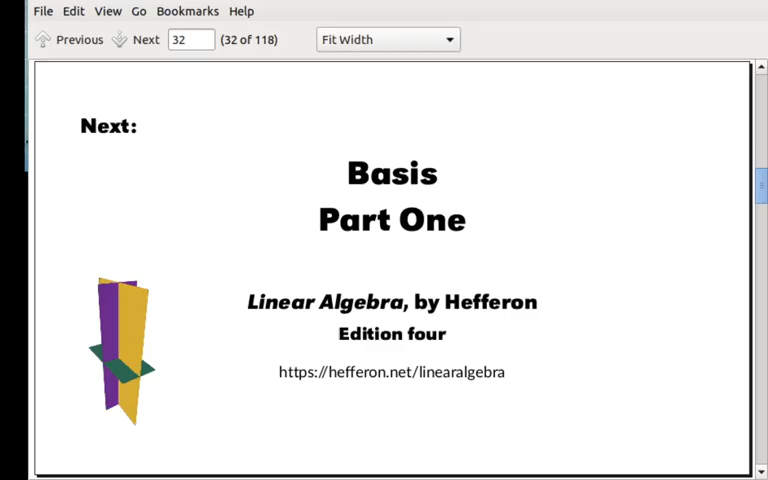 File Edit View Go Bookmarks Help
Previous Next 32 (32 of 118) Fit Width
Next:
Basis
Part One
Linear Algebra, by Hefferon
Edition four
https://hefferon.net/linearalgebra